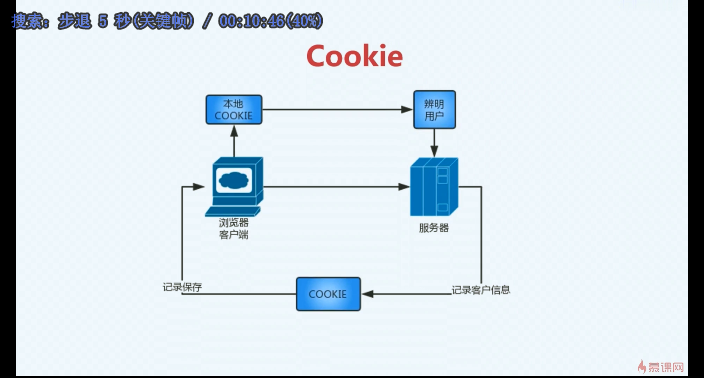 搜索: 步退 5 秒(关键帧) / 00:10:46(40%)
Cookie
本地
COOKIE
辨明
用户
浏览器
客户端
服务器
记录保存
COOKIE
记录客户信息
慕课网